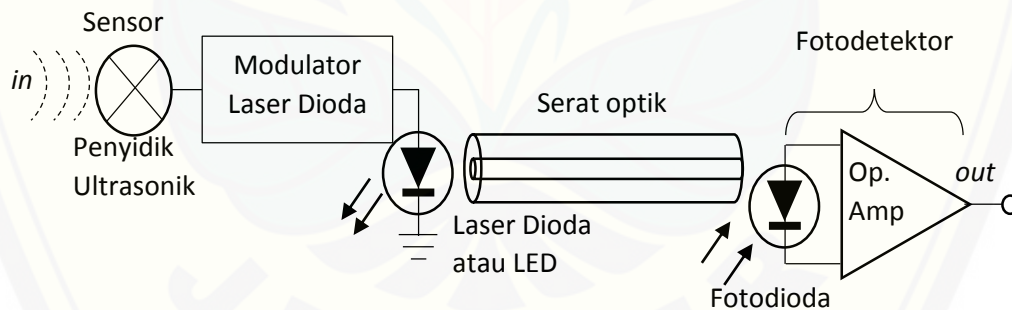 Sensor
in
Penyidik
Ultrasonik
Modulator
Laser Dioda
Laser Dioda
atau LED
Serat optik
Fotodetektor
Op.
Amp
out
Fotodioda